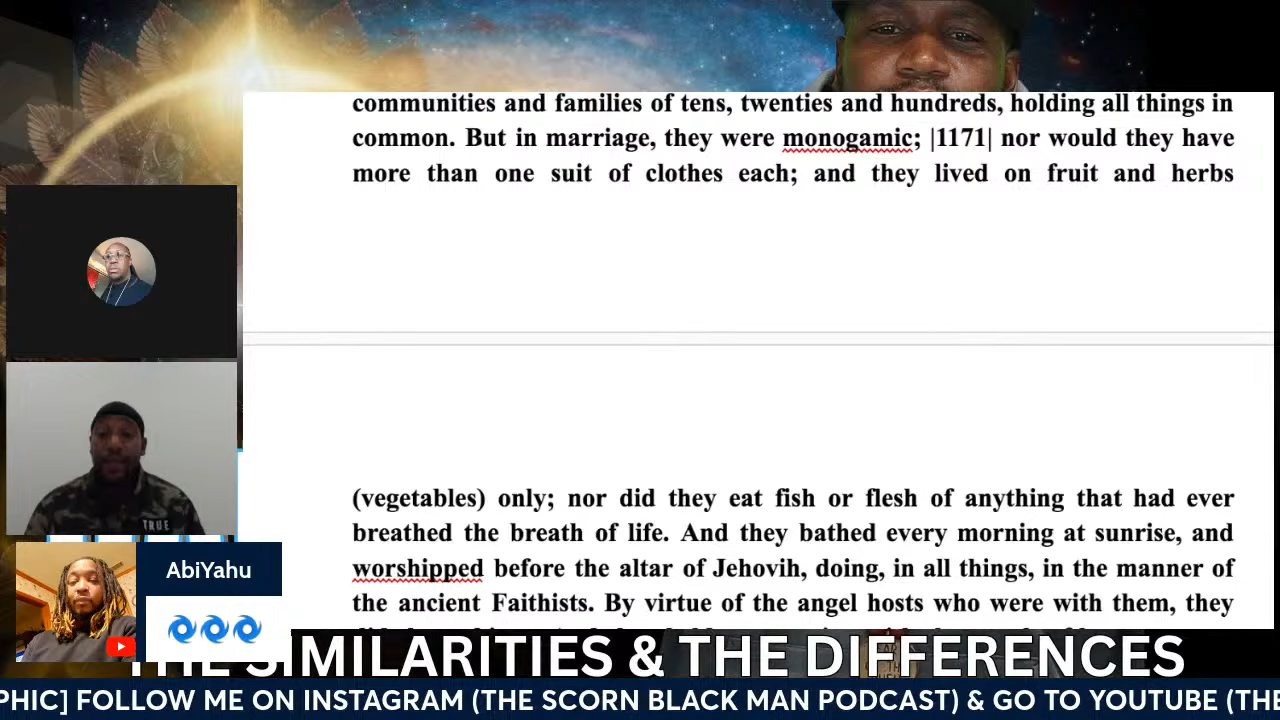 communities and families of tens, twenties and hundreds, holding all things in
common. But in marriage, they were monogamic; |1171| nor would they have
more than one suit of clothes each; and they lived on fruit and herbs
(vegetables) only; nor did they eat fish or flesh of anything that had ever
breathed the breath of life. And they bathed every morning at sunrise, and
worshipped before the altar of Jehovih, doing, in all things, in the manner of
the ancient Faithists. By virtue of the angel hosts who were with them, they
TRUE
AbiYahu
THE SIMILARITIES & THE DIFFERENCES
PHIC] FOLLOW ME ON INSTAGRAM (THE SCORN BLACK MAN PODCAST) & GO TO YOUTUBE (THE